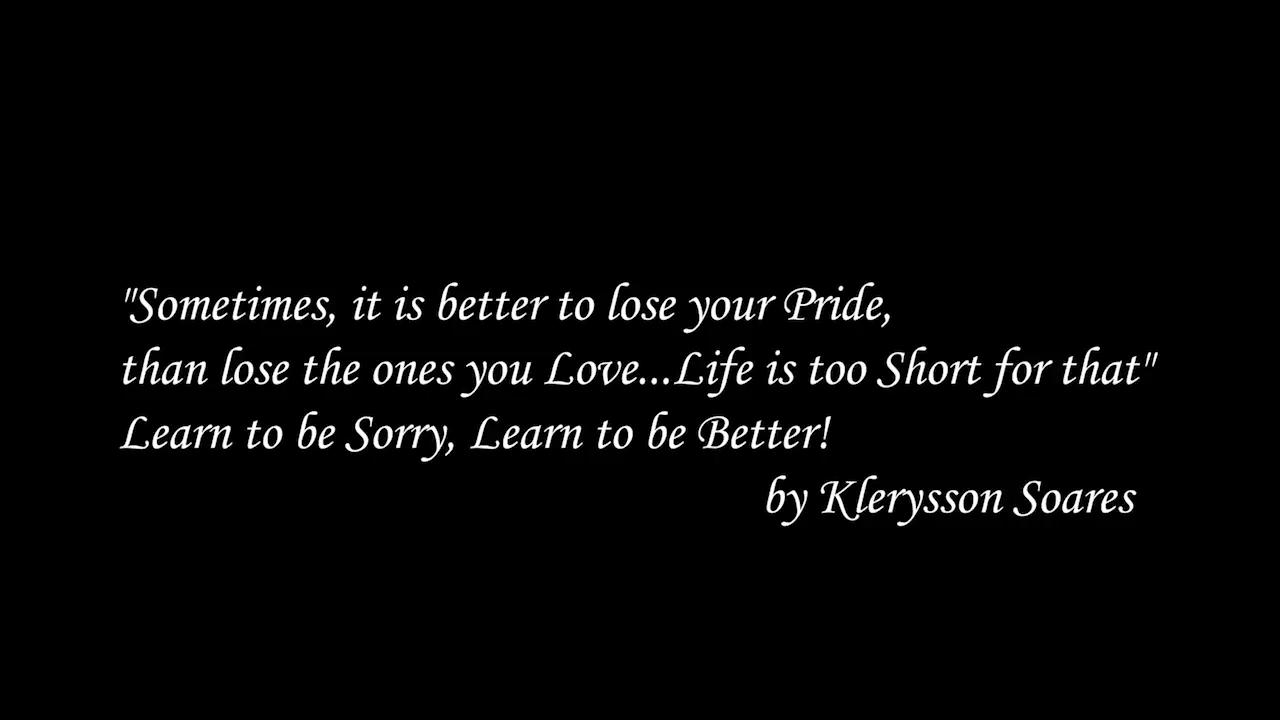 "Sometimes, it is better to lose your Pride,
than lose the ones you Love...Life is too Short for that"
Learn to be Sorry, Learn to be Better!
by Klerysson Soares